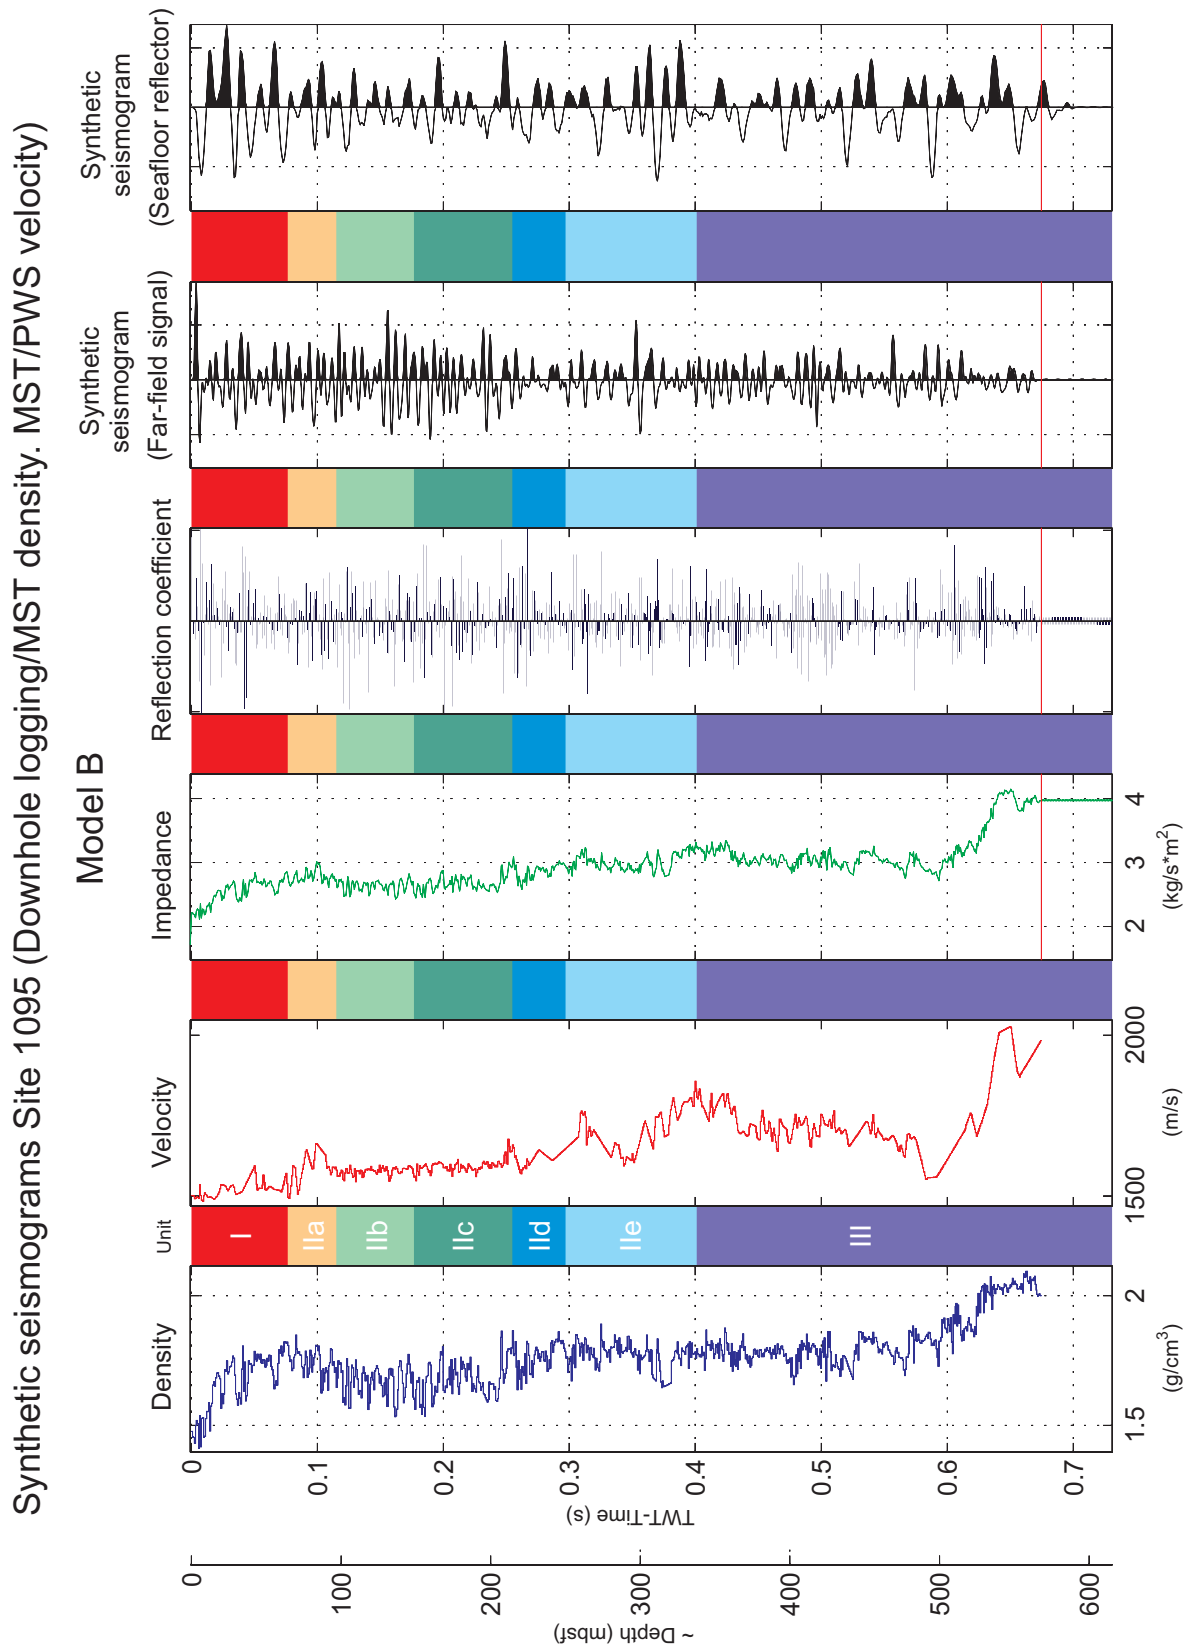 Synthetic seismograms Site 1095 (Downhole logging/MST density. MST/PWS velocity)
Model B
~ Depth (mbsf)
0
100
200
300
400
500
600
TWT-Time (s)
0
0.1
0.2
0.3
0.4
0.5
0.6
0.7
Density
1.5
2
(g/cm³)
Unit
I
IIa
IIb
IIc
IId
IIe
III
Velocity
1500
2000
(m/s)
Impedance
2
3
4
(kg/s*m²)
Reflection coefficient
Synthetic
seismogram
(Far-field signal)
Synthetic
seismogram
(Seafloor reflector)